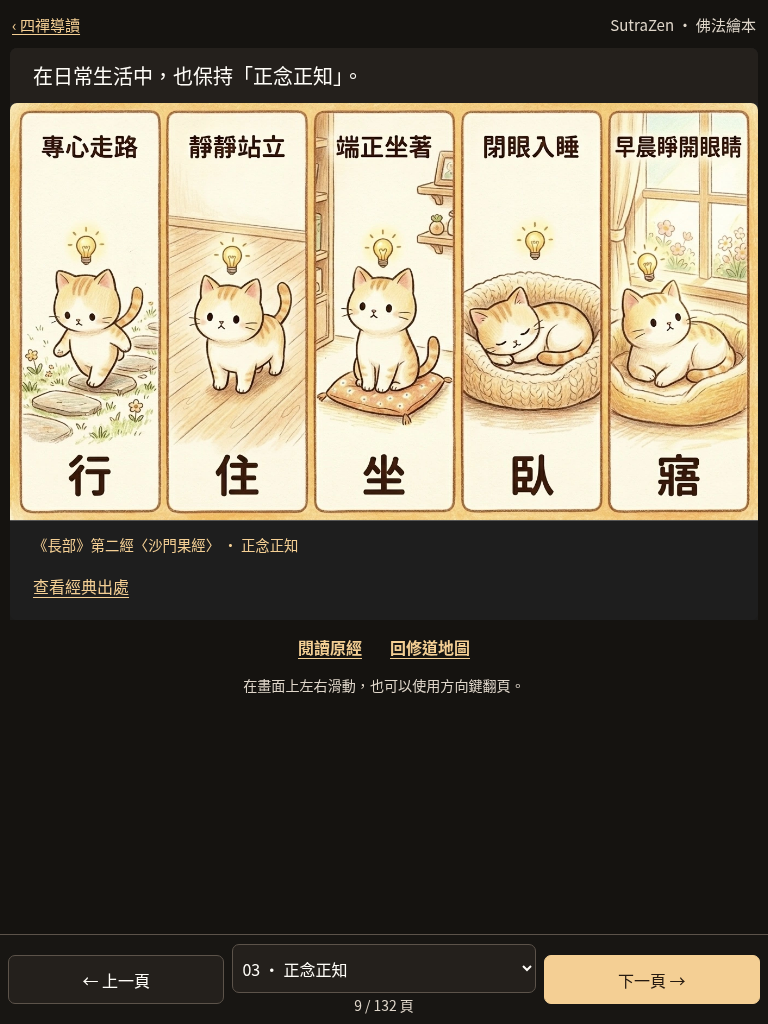 ‹ 四禪導讀
SutraZen · 佛法繪本
在日常生活中，也保持「正念正知」。
專心走路
靜靜站立
端正坐著
閉眼入睡
早晨睜開眼睛
行
住
坐
臥
寤
《長部》第二經〈沙門果經〉 · 正念正知
查看經典出處
閱讀原經
回修道地圖
在畫面上左右滑動，也可以使用方向鍵翻頁。
← 上一頁
03 · 正念正知
下一頁 →
9 / 132 頁